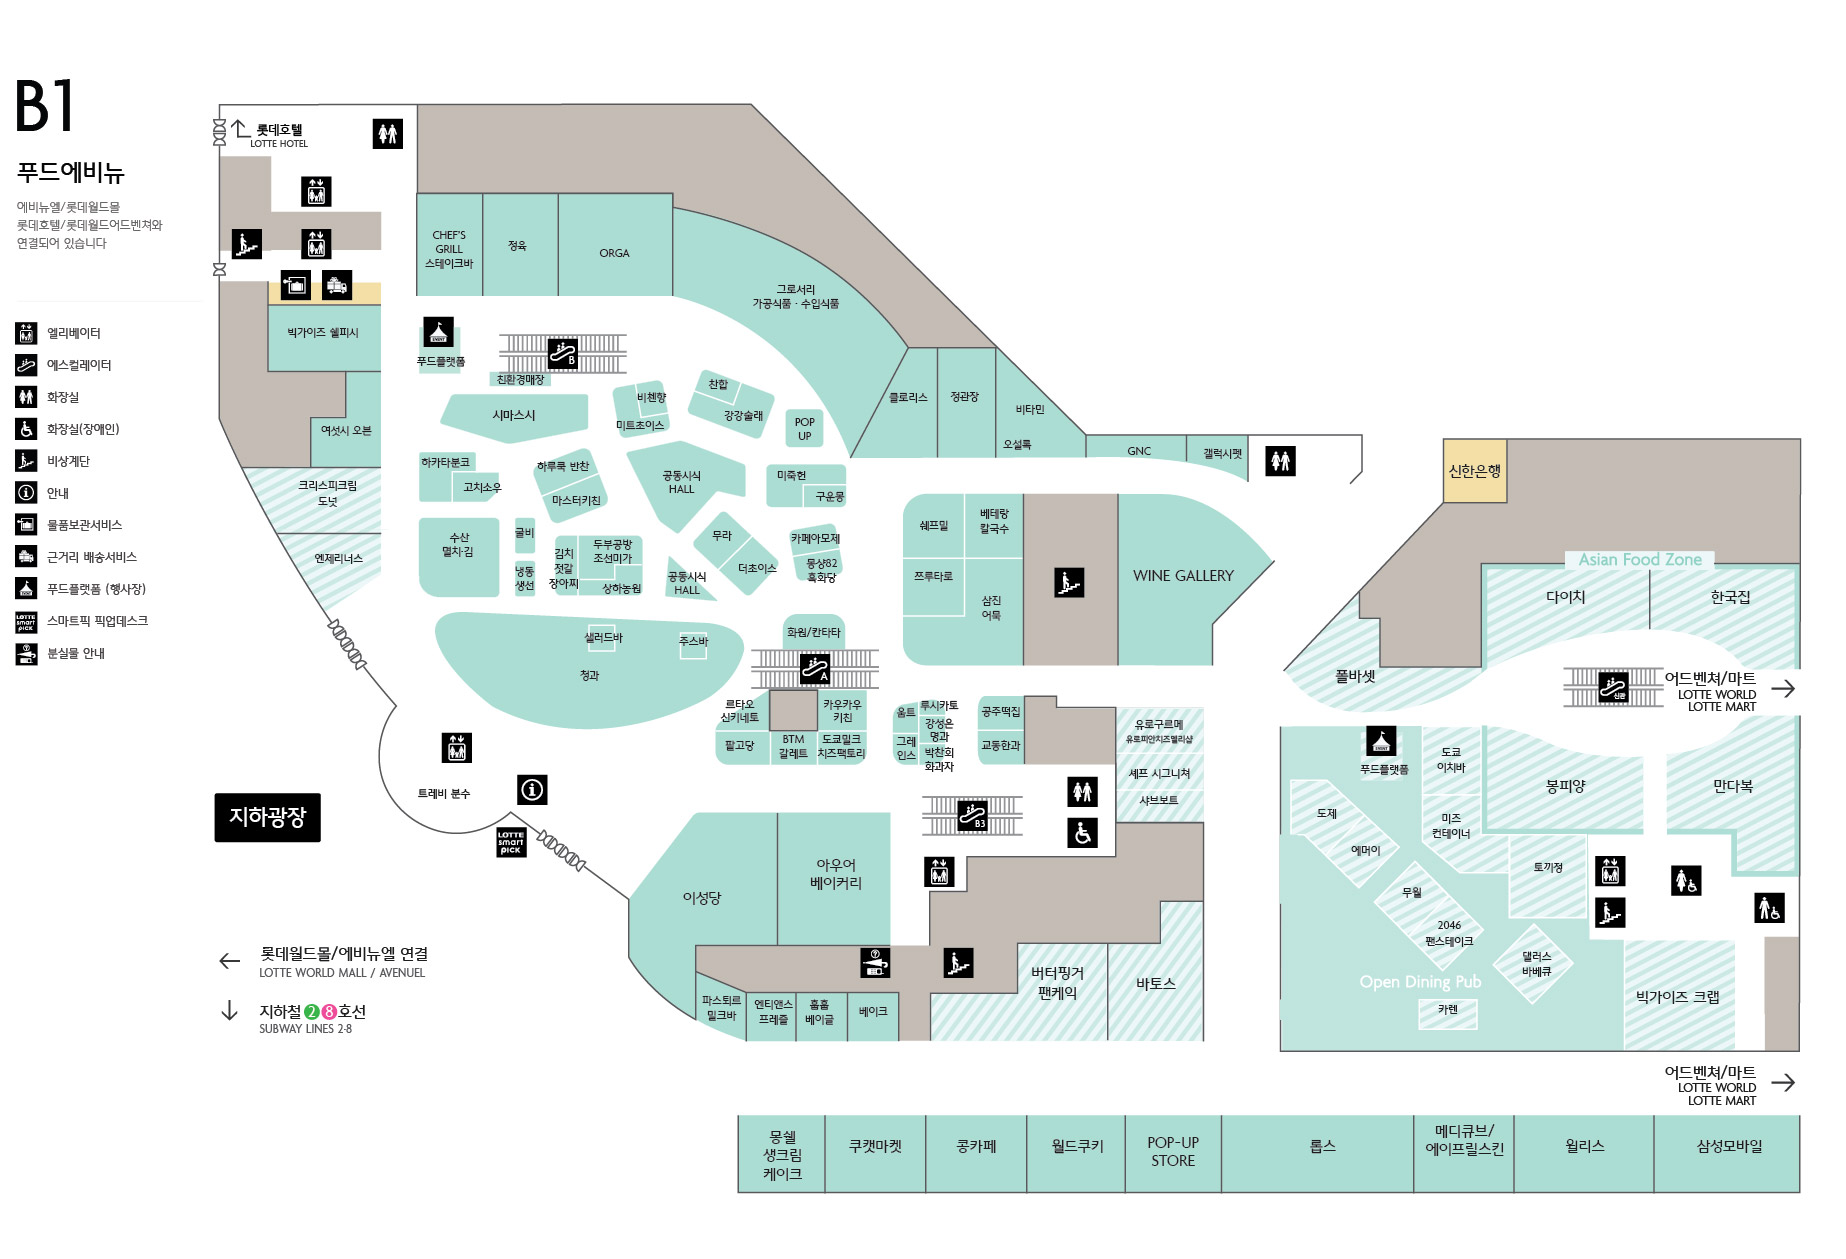 B1
푸드에비뉴
에비뉴엘/롯데월드몰
롯데호텔/롯데월드어드벤쳐와
연결되어 있습니다
엘리베이터
에스컬레이터
화장실
화장실(장애인)
비상계단
안내
물품보관서비스
근거리 배송서비스
푸드플랫폼 (행사장)
스마트픽 픽업데스크
분실물 안내
롯데호텔
LOTTE HOTEL
CHEF'S
GRILL
스테이크바
정육
ORGA
그로서리
가공식품 · 수입식품
빅가이즈 쉘피시
여섯시 오븐
크리스피크림
도넛
엔제리너스
EVENT
푸드플랫폼
B
친환경매장
시마스시
비첸향
미트초이스
찬합
강강술래
POP
UP
클로리스
정관장
비타민
오설록
GNC
갤럭시펫
하카타분코
고치소우
하루쿡 반찬
마스터키친
공동시식
HALL
미죽헌
구운몽
수산
멸치·김
굴비
냉동
생선
김치
젓갈
장아찌
두부공방
조선미가
상하농원
무라
더초이스
공동시식
HALL
카페아모제
몽상82
흑화당
쉐프밀
베테랑
칼국수
쯔루타로
삼진
어묵
WINE GALLERY
샐러드바
주스바
청과
화원/칸타타
A
르타오
신키네토
카우카우
키친
팥고당
BTM
갈레트
도쿄밀크
치즈팩토리
움트
루시카토
강성은
명과
그레
인스
박찬회
화과자
공주떡집
교동한과
유로구르메
유로피안치즈멜리샵
셰프 시그니쳐
샤브보트
B3
트레비 분수
지하광장
LOTTE
smart
PICK
이성당
아우어
베이커리
파스퇴르
밀크바
엔티앤스
프레즐
훕훕
베이글
베이크
버터핑거
팬케익
바토스
롯데월드몰/에비뉴엘 연결
LOTTE WORLD MALL / AVENUEL
지하철 2 8 호선
SUBWAY LINES 2·8
신한은행
Asian Food Zone
다이치
한국집
폴바셋
신관
어드벤쳐/마트
LOTTE WORLD
LOTTE MART
EVENT
푸드플랫폼
도쿄
이치바
봉피양
만다복
도제
에머이
미즈
컨테이너
토끼정
무월
2046
팬스테이크
댈러스
바베큐
Open Dining Pub
카렌
빅가이즈 크랩
어드벤쳐/마트
LOTTE WORLD
LOTTE MART
몽쉘
생크림
케이크
쿠캣마켓
콩카페
월드쿠키
POP-UP
STORE
롭스
메디큐브/
에이프릴스킨
월리스
삼성모바일